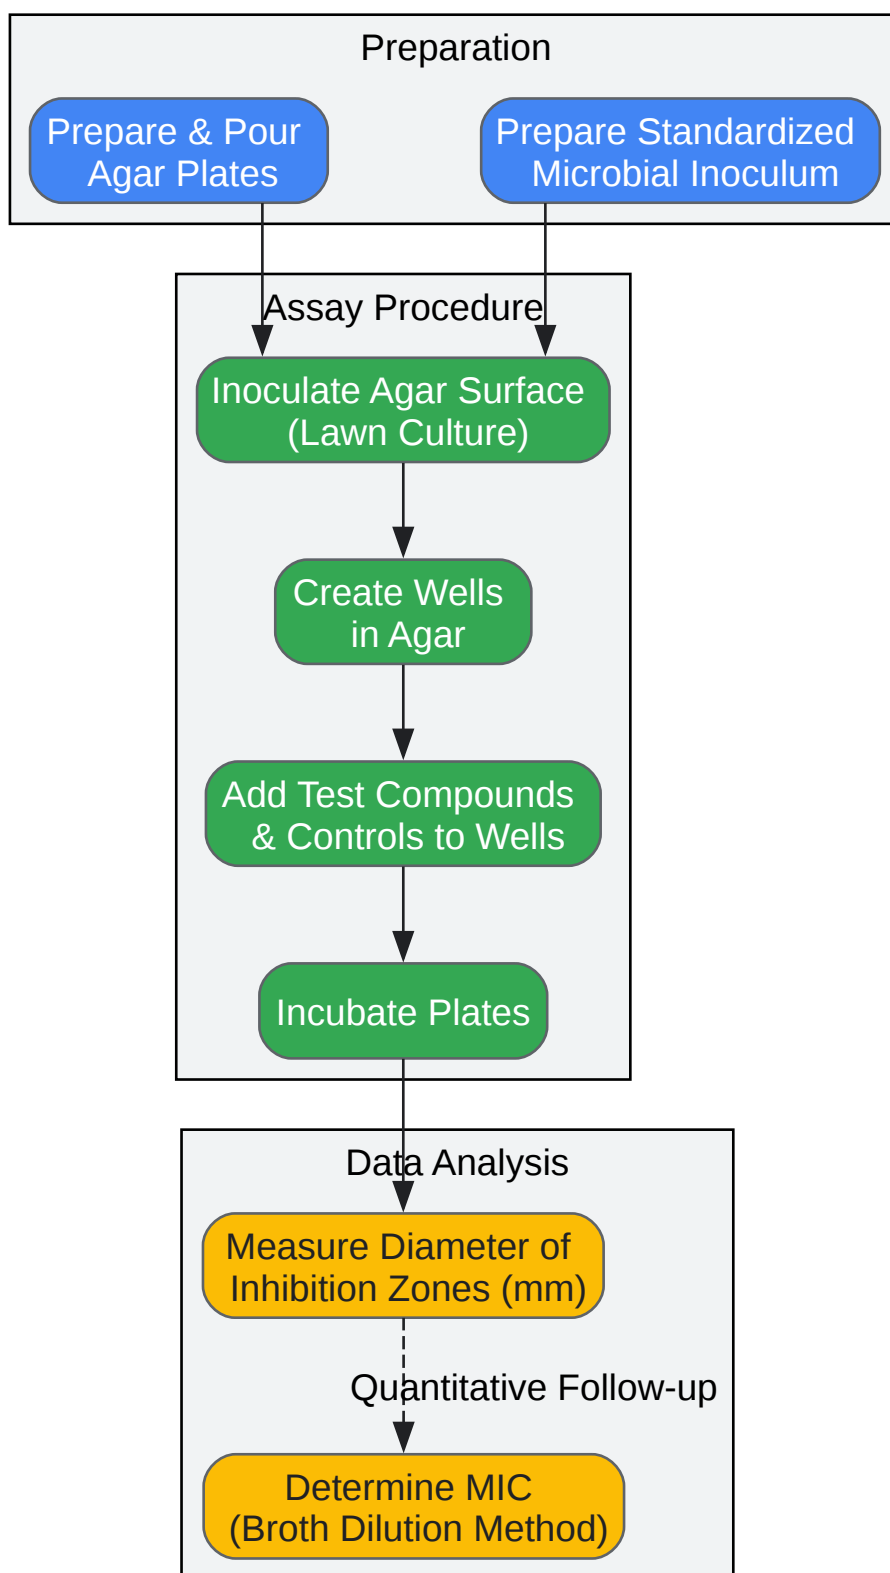 Preparation
Prepare & Pour
Agar Plates
Prepare Standardized
Microbial Inoculum
Assay Procedure
Inoculate Agar Surface
(Lawn Culture)
Create Wells
in Agar
Add Test Compounds
& Controls to Wells
Incubate Plates
Data Analysis
Measure Diameter of
Inhibition Zones (mm)
Quantitative Follow-up
Determine MIC
(Broth Dilution Method)